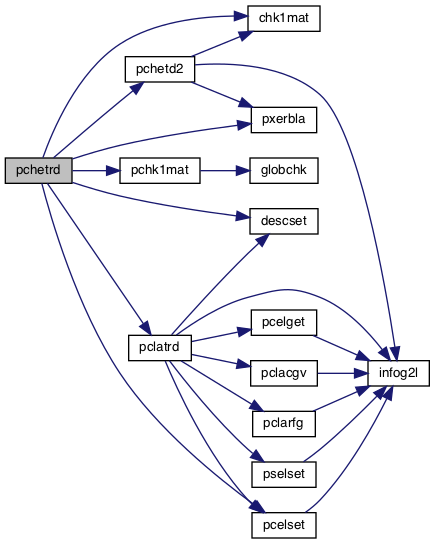 chk1mat
pchetd2
pxerbla
pchetrd
pchk1mat
globchk
descset
pcelget
pclatrd
pclacgv
infog2l
pclarfg
pselset
pcelset